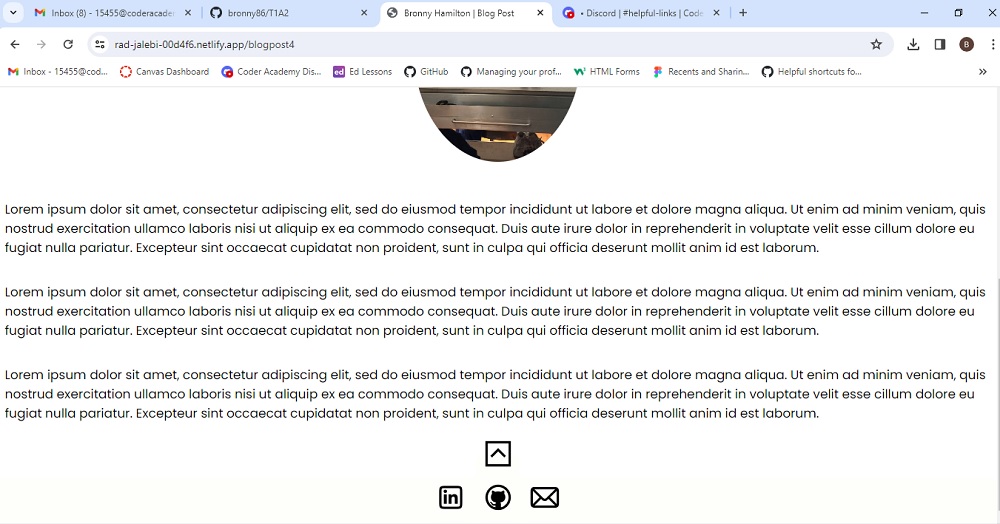 Inbox (8) - 15455@coderacade
bronny86/T1A2
Bronny Hamilton | Blog Post
• Discord | #helpful-links | Code
rad-jalebi-00d4f6.netlify.app/blogpost4
B
Inbox - 15455@cod...
Canvas Dashboard
Coder Academy Dis...
ed Ed Lessons
GitHub
Managing your prof...
HTML Forms
Recents and Sharin...
Helpful shortcuts fo...
Lorem ipsum dolor sit amet, consectetur adipiscing elit, sed do eiusmod tempor incididunt ut labore et dolore magna aliqua. Ut enim ad minim veniam, quis
nostrud exercitation ullamco laboris nisi ut aliquip ex ea commodo consequat. Duis aute irure dolor in reprehenderit in voluptate velit esse cillum dolore eu
fugiat nulla pariatur. Excepteur sint occaecat cupidatat non proident, sunt in culpa qui officia deserunt mollit anim id est laborum.
Lorem ipsum dolor sit amet, consectetur adipiscing elit, sed do eiusmod tempor incididunt ut labore et dolore magna aliqua. Ut enim ad minim veniam, quis
nostrud exercitation ullamco laboris nisi ut aliquip ex ea commodo consequat. Duis aute irure dolor in reprehenderit in voluptate velit esse cillum dolore eu
fugiat nulla pariatur. Excepteur sint occaecat cupidatat non proident, sunt in culpa qui officia deserunt mollit anim id est laborum.
Lorem ipsum dolor sit amet, consectetur adipiscing elit, sed do eiusmod tempor incididunt ut labore et dolore magna aliqua. Ut enim ad minim veniam, quis
nostrud exercitation ullamco laboris nisi ut aliquip ex ea commodo consequat. Duis aute irure dolor in reprehenderit in voluptate velit esse cillum dolore eu
fugiat nulla pariatur. Excepteur sint occaecat cupidatat non proident, sunt in culpa qui officia deserunt mollit anim id est laborum.
in